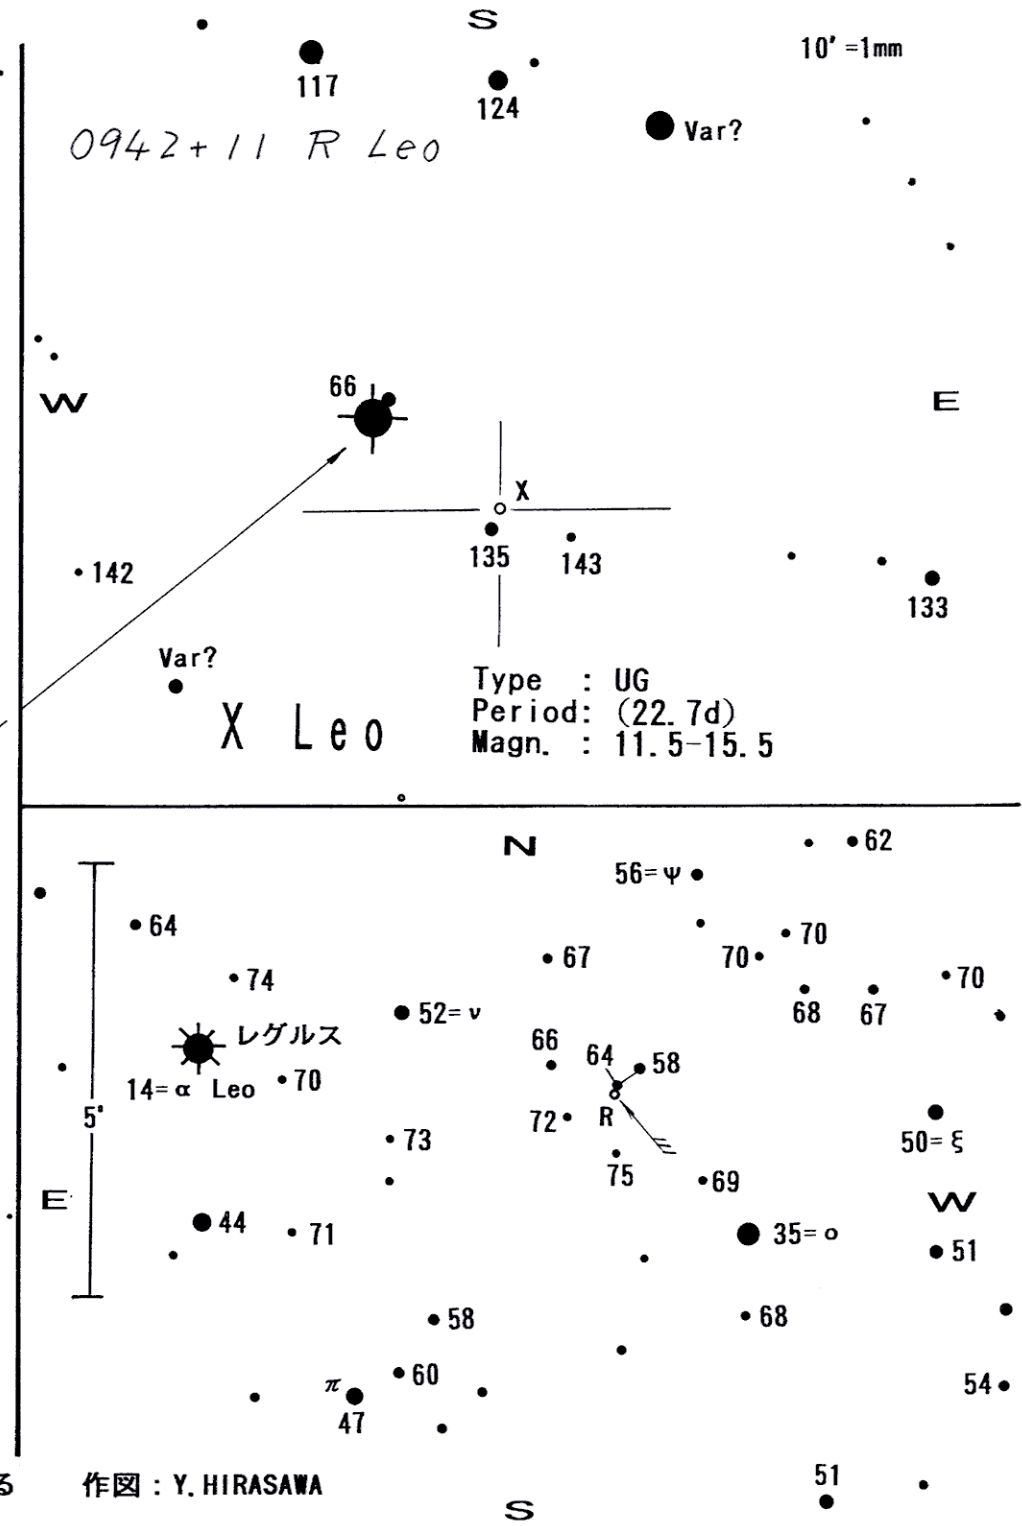 S
10′=1mm
117
124
Var?
0942+11 R Leo
66
W
E
X
135
143
142
133
Var?
X Leo
Type : UG
Period: (22.7d)
Magn. : 11.5-15.5
N
62
56=ψ
64
70
67
70
70
74
68
67
52=ν
レグルス
66
64
58
14=α Leo
70
5°
72
R
50=ξ
73
75
69
E
W
44
71
35=ο
51
58
68
60
54
π
47
51
る
作図:Y.HIRASAWA
S